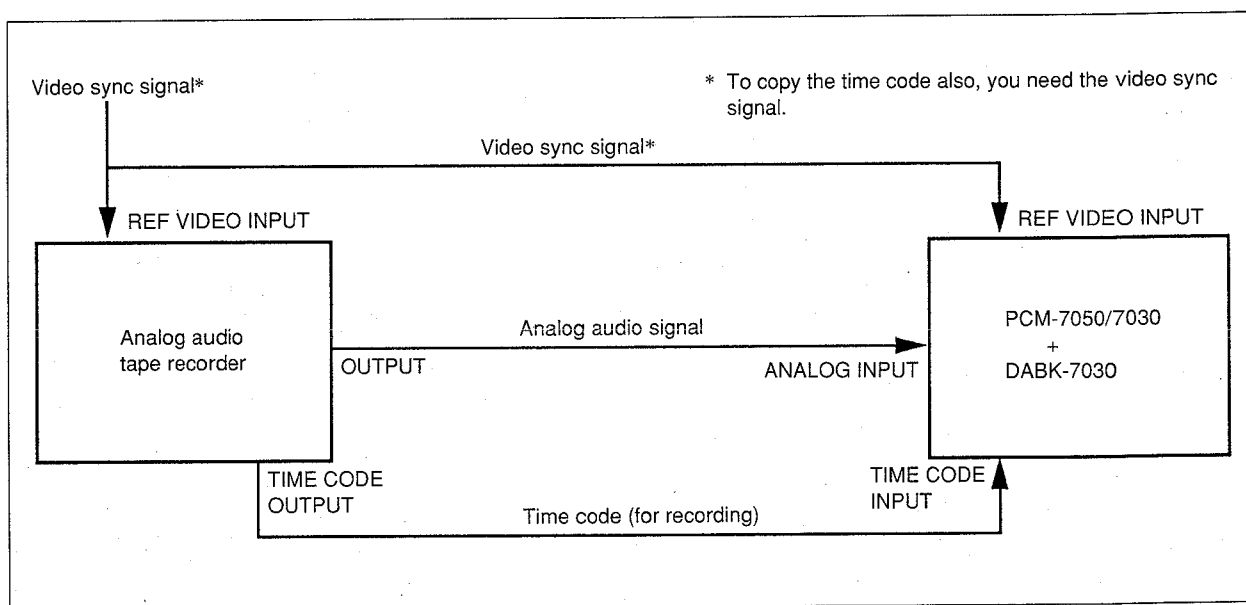 Video sync signal*
* To copy the time code also, you need the video sync
signal.
Video sync signal*
REF VIDEO INPUT
REF VIDEO INPUT
Analog audio
tape recorder
Analog audio signal
OUTPUT
ANALOG INPUT
PCM-7050/7030
+
DABK-7030
TIME CODE
OUTPUT
TIME CODE
INPUT
Time code (for recording)